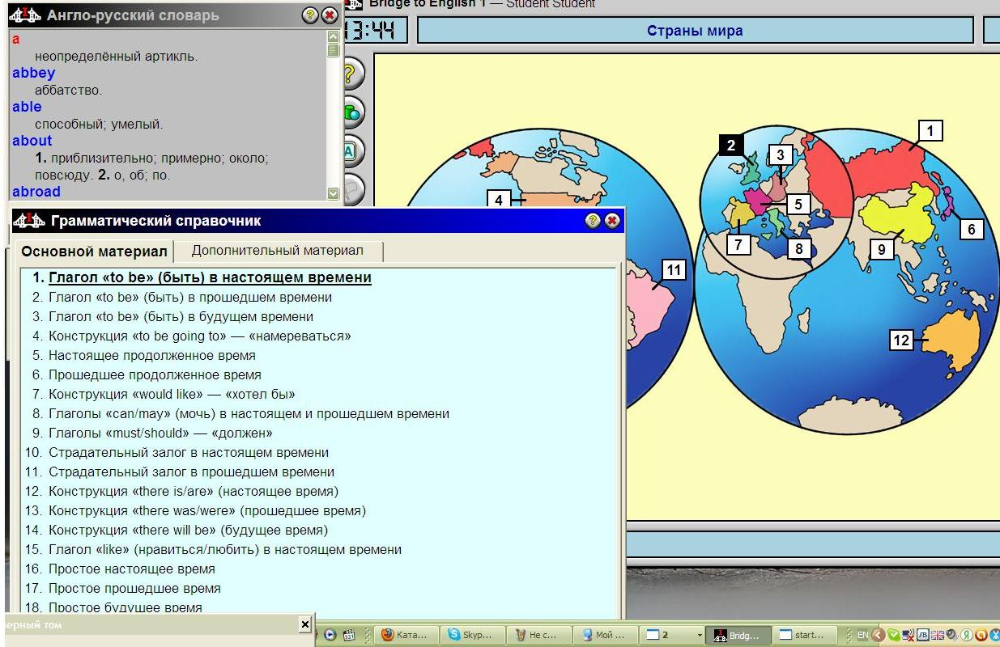 Англо-русский словарь
a
неопределённый артикль.
abbey
аббатство.
able
способный; умелый.
about
1. приблизительно; примерно; около;
повсюду. 2. о, об; по.
abroad
Bridge to English 1 — Student Student
13:44
Страны мира
1
2
3
4
5
6
7
8
9
11
12
Грамматический справочник
Основной материал
Дополнительный материал
1. Глагол «to be» (быть) в настоящем времени
2. Глагол «to be» (быть) в прошедшем времени
3. Глагол «to be» (быть) в будущем времени
4. Конструкция «to be going to» — «намереваться»
5. Настоящее продолженное время
6. Прошедшее продолженное время
7. Конструкция «would like» — «хотел бы»
8. Глаголы «can/may» (мочь) в настоящем и прошедшем времени
9. Глаголы «must/should» — «должен»
10. Страдательный залог в настоящем времени
11. Страдательный залог в прошедшем времени
12. Конструкция «there is/are» (настоящее время)
13. Конструкция «there was/were» (прошедшее время)
14. Конструкция «there will be» (будущее время)
15. Глагол «like» (нравиться/любить) в настоящем времени
16. Простое настоящее время
17. Простое прошедшее время
18. Простое будущее время
ерный том
Ката... Skyp... Не с... Мой ... 2 Bridg... start... EN